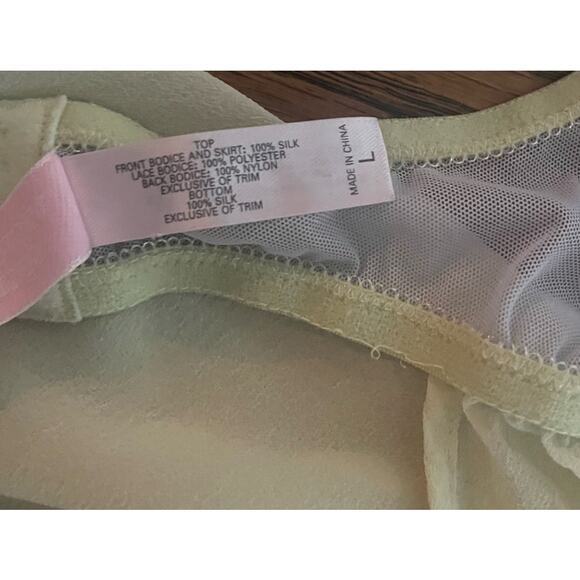 TOP
FRONT BODICE AND SKIRT: 100% SILK
LACE BODICE: 100% POLYESTER
BACK BODICE: 100% NYLON
EXCLUSIVE OF TRIM
BOTTOM
100% SILK
EXCLUSIVE OF TRIM
MADE IN CHINA
L